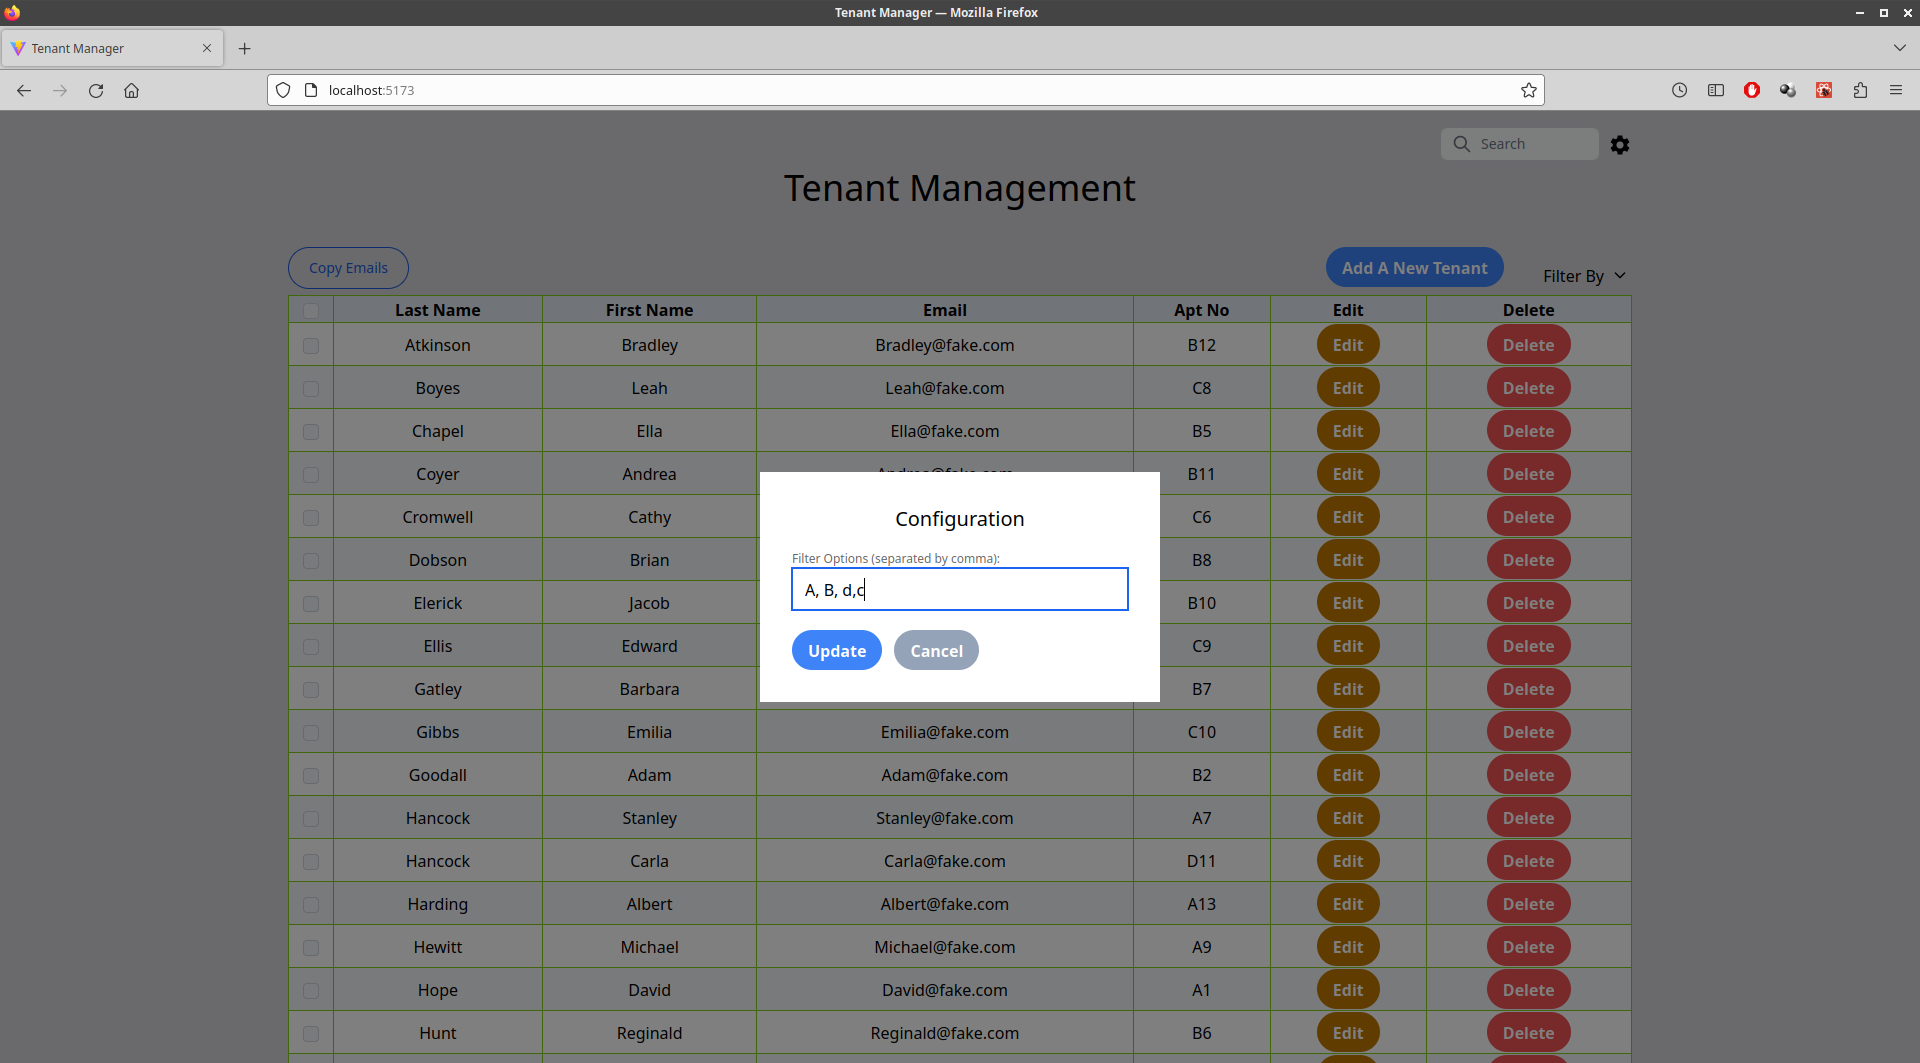 Tenant Manager — Mozilla Firefox
Tenant Manager
localhost:5173
Search
Tenant Management
Copy Emails
Add A New Tenant
Filter By
Last Name First Name Email Apt No Edit Delete
Atkinson Bradley Bradley@fake.com B12 Edit Delete
Boyes Leah Leah@fake.com C8 Edit Delete
Chapel Ella Ella@fake.com B5 Edit Delete
Coyer Andrea Andrea@fake.com B11 Edit Delete
Cromwell Cathy C6 Edit Delete
Dobson Brian B8 Edit Delete
Elerick Jacob B10 Edit Delete
Ellis Edward C9 Edit Delete
Gatley Barbara B7 Edit Delete
Gibbs Emilia Emilia@fake.com C10 Edit Delete
Goodall Adam Adam@fake.com B2 Edit Delete
Hancock Stanley Stanley@fake.com A7 Edit Delete
Hancock Carla Carla@fake.com D11 Edit Delete
Harding Albert Albert@fake.com A13 Edit Delete
Hewitt Michael Michael@fake.com A9 Edit Delete
Hope David David@fake.com A1 Edit Delete
Hunt Reginald Reginald@fake.com B6 Edit Delete
Configuration
Filter Options (separated by comma):
A, B, d,c
Update Cancel